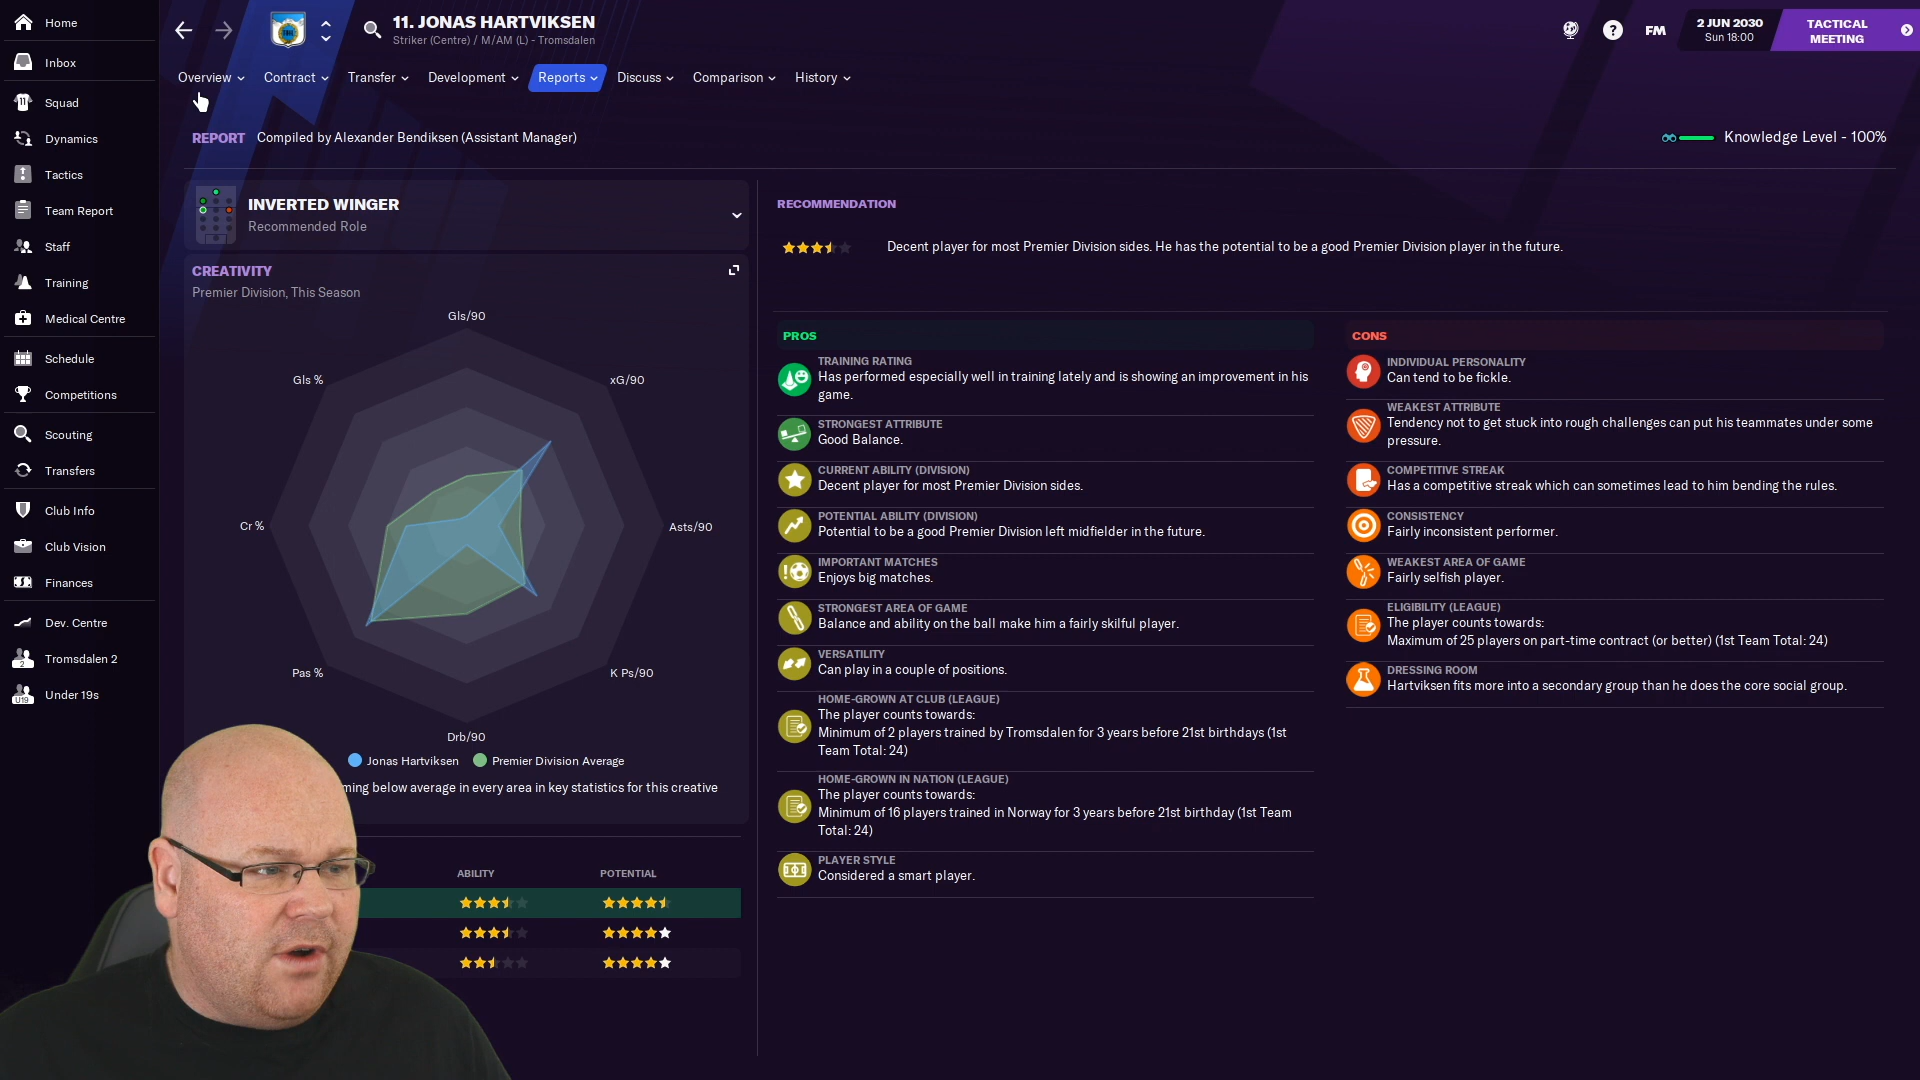 Home
11. JONAS HARTVIKSEN
Striker (Centre) / M/AM (L) - Tromsdalen
FM
2 JUN 2030
Sun 18:00
TACTICAL
MEETING
Inbox
Squad
Dynamics
Tactics
Team Report
Staff
Training
Medical Centre
Schedule
Competitions
Scouting
Transfers
Club Info
Club Vision
Finances
Dev. Centre
2
Tromsdalen 2
U19
Under 19s
Overview
Contract
Transfer
Development
Reports
Discuss
Comparison
History
REPORT Compiled by Alexander Bendiksen (Assistant Manager)
Knowledge Level - 100%
INVERTED WINGER
Recommended Role
CREATIVITY
Premier Division, This Season
Gls/90
Gls %
xG/90
Cr %
Asts/90
Pas %
K Ps/90
Drb/90
Jonas Hartviksen
Premier Division Average
ming below average in every area in key statistics for this creative
ABILITY
POTENTIAL
RECOMMENDATION
Decent player for most Premier Division sides. He has the potential to be a good Premier Division player in the future.
PROS
TRAINING RATING
Has performed especially well in training lately and is showing an improvement in his
game.
STRONGEST ATTRIBUTE
Good Balance.
CURRENT ABILITY (DIVISION)
Decent player for most Premier Division sides.
POTENTIAL ABILITY (DIVISION)
Potential to be a good Premier Division left midfielder in the future.
IMPORTANT MATCHES
Enjoys big matches.
STRONGEST AREA OF GAME
Balance and ability on the ball make him a fairly skilful player.
VERSATILITY
Can play in a couple of positions.
HOME-GROWN AT CLUB (LEAGUE)
The player counts towards:
Minimum of 2 players trained by Tromsdalen for 3 years before 21st birthdays (1st
Team Total: 24)
HOME-GROWN IN NATION (LEAGUE)
The player counts towards:
Minimum of 16 players trained in Norway for 3 years before 21st birthday (1st Team
Total: 24)
PLAYER STYLE
Considered a smart player.
CONS
INDIVIDUAL PERSONALITY
Can tend to be fickle.
WEAKEST ATTRIBUTE
Tendency not to get stuck into rough challenges can put his teammates under some
pressure.
COMPETITIVE STREAK
Has a competitive streak which can sometimes lead to him bending the rules.
CONSISTENCY
Fairly inconsistent performer.
WEAKEST AREA OF GAME
Fairly selfish player.
ELIGIBILITY (LEAGUE)
The player counts towards:
Maximum of 25 players on part-time contract (or better) (1st Team Total: 24)
DRESSING ROOM
Hartviksen fits more into a secondary group than he does the core social group.